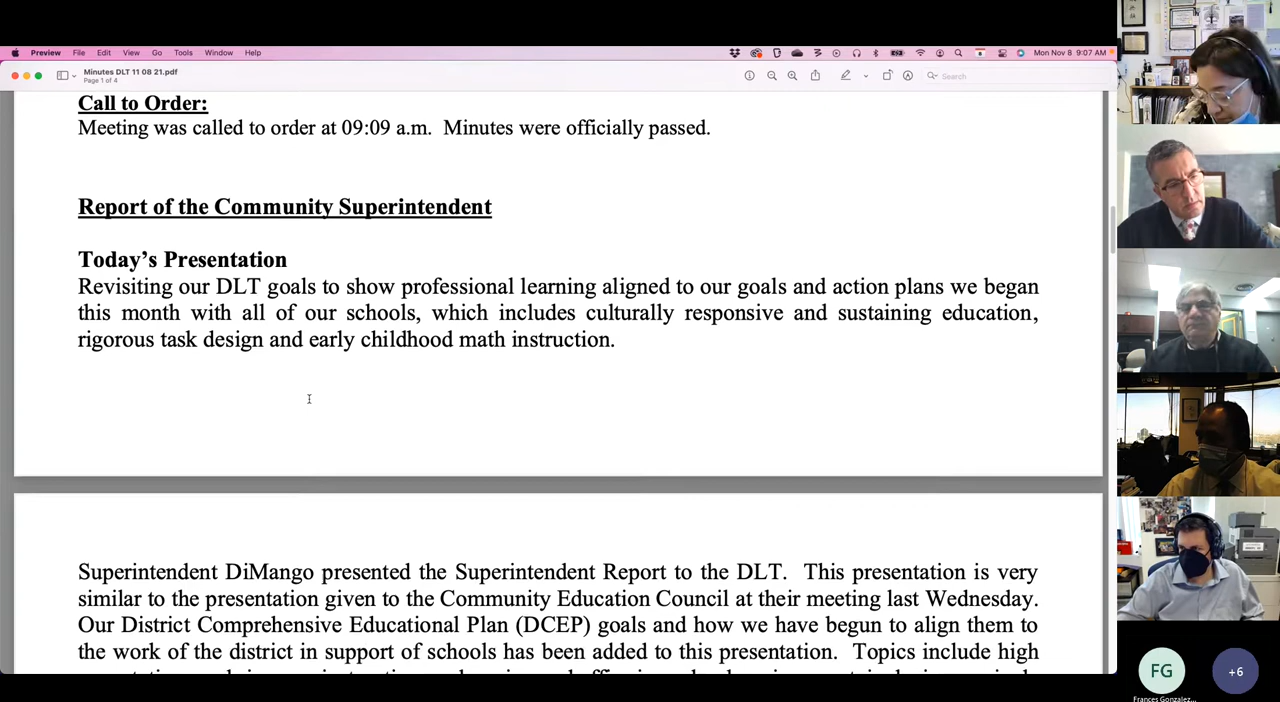 Preview File Edit View Go Tools Window Help Mon Nov 8 9:07 AM
Minutes DLT 11 08 21.pdf
Page 1 of 4
Search
Call to Order:
Meeting was called to order at 09:09 a.m. Minutes were officially passed.
Report of the Community Superintendent
Today's Presentation
Revisiting our DLT goals to show professional learning aligned to our goals and action plans we began
this month with all of our schools, which includes culturally responsive and sustaining education,
rigorous task design and early childhood math instruction.
Superintendent DiMango presented the Superintendent Report to the DLT. This presentation is very
similar to the presentation given to the Community Education Council at their meeting last Wednesday.
Our District Comprehensive Educational Plan (DCEP) goals and how we have begun to align them to
the work of the district in support of schools has been added to this presentation. Topics include high
FG
+6
Frances Gonzalez...